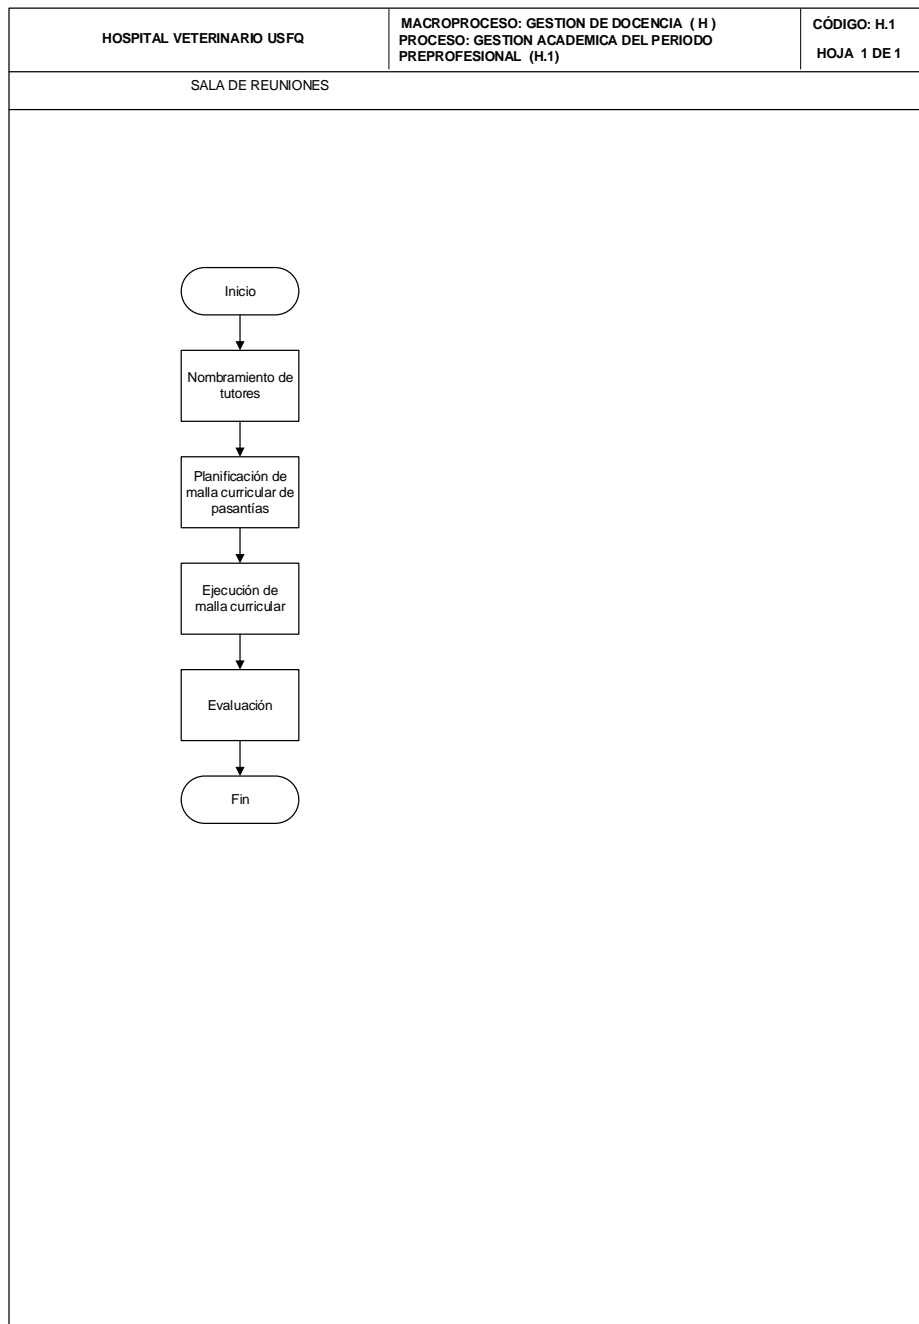 HOSPITAL VETERINARIO USFQ
MACROPROCESO: GESTION DE DOCENCIA ( H )
PROCESO: GESTION ACADEMICA DEL PERIODO
PREPROFESIONAL (H.1)
CÓDIGO: H.1
HOJA 1 DE 1
SALA DE REUNIONES
Inicio
Nombramiento de
tutores
Planificación de
malla curricular de
pasantías
Ejecución de
malla curricular
Evaluación
Fin